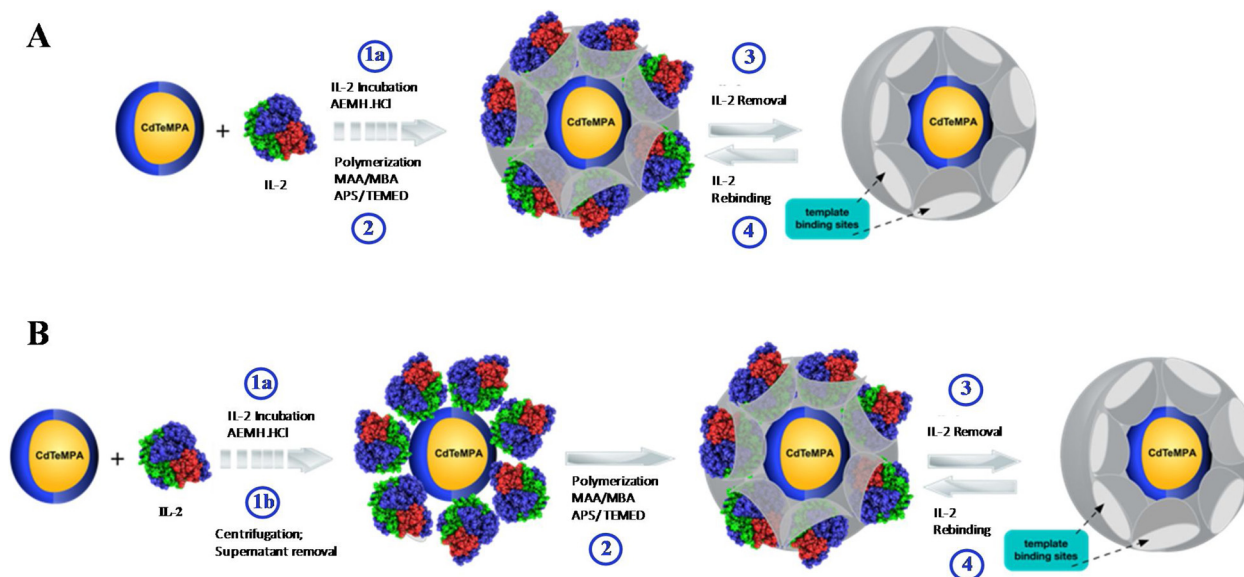 A
1a
IL-2 Incubation
AEMH.HCl
CdTeMPA
+
IL-2
Polymerization
MAA/MBA
APS/TEMED
2
CdTeMPA
3
IL-2 Removal
IL-2
Rebinding
4
CdTeMPA
template
binding sites
B
1a
IL-2 Incubation
AEMH.HCl
CdTeMPA
+
IL-2
1b
Centrifugation;
Supernatant removal
CdTeMPA
Polymerization
MAA/MBA
APS/TEMED
2
CdTeMPA
3
IL-2 Removal
IL-2
Rebinding
4
CdTeMPA
template
binding sites